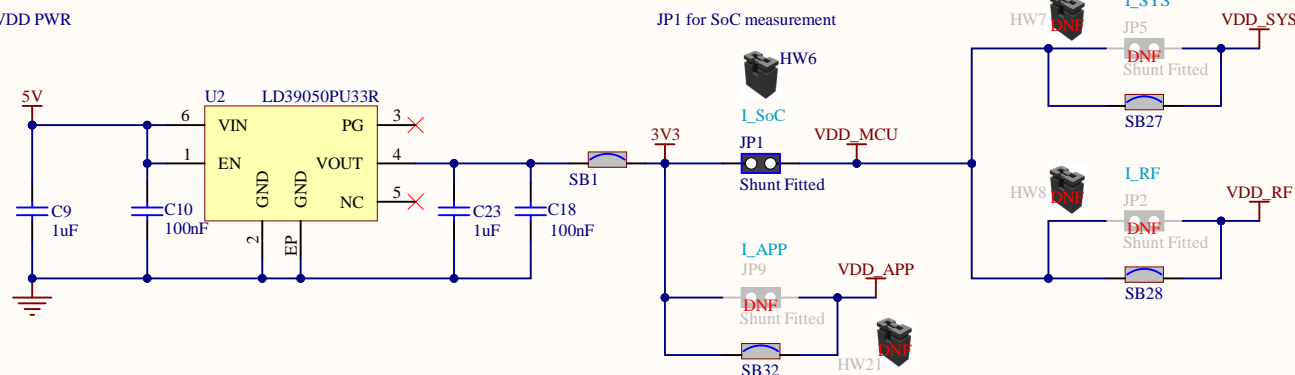 VDD PWR
5V
U2 LD39050PU33R
6 VIN PG 3
1 EN VOUT 4
GND GND NC 5
2 EP
C9
1uF
C10
100nF
C23
1uF
C18
100nF
SB1
3V3
JP1 for SoC measurement
HW6
I_SoC
JP1
Shunt Fitted
VDD_MCU
I_APP
JP9
DNF
Shunt Fitted
SB32
VDD_APP
HW21
DNF
HW7
DNF
I_SYS
JP5
DNF
Shunt Fitted
SB27
VDD_SYS
HW8
DNF
I_RF
JP2
DNF
Shunt Fitted
SB28
VDD_RF